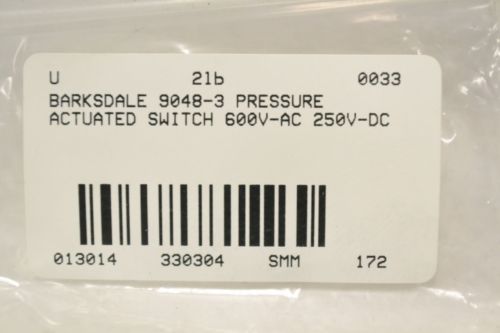 U 21b 0033
BARKSDALE 9048-3 PRESSURE
ACTUATED SWITCH 600V-AC 250V-DC
013014 330304 SMM 172